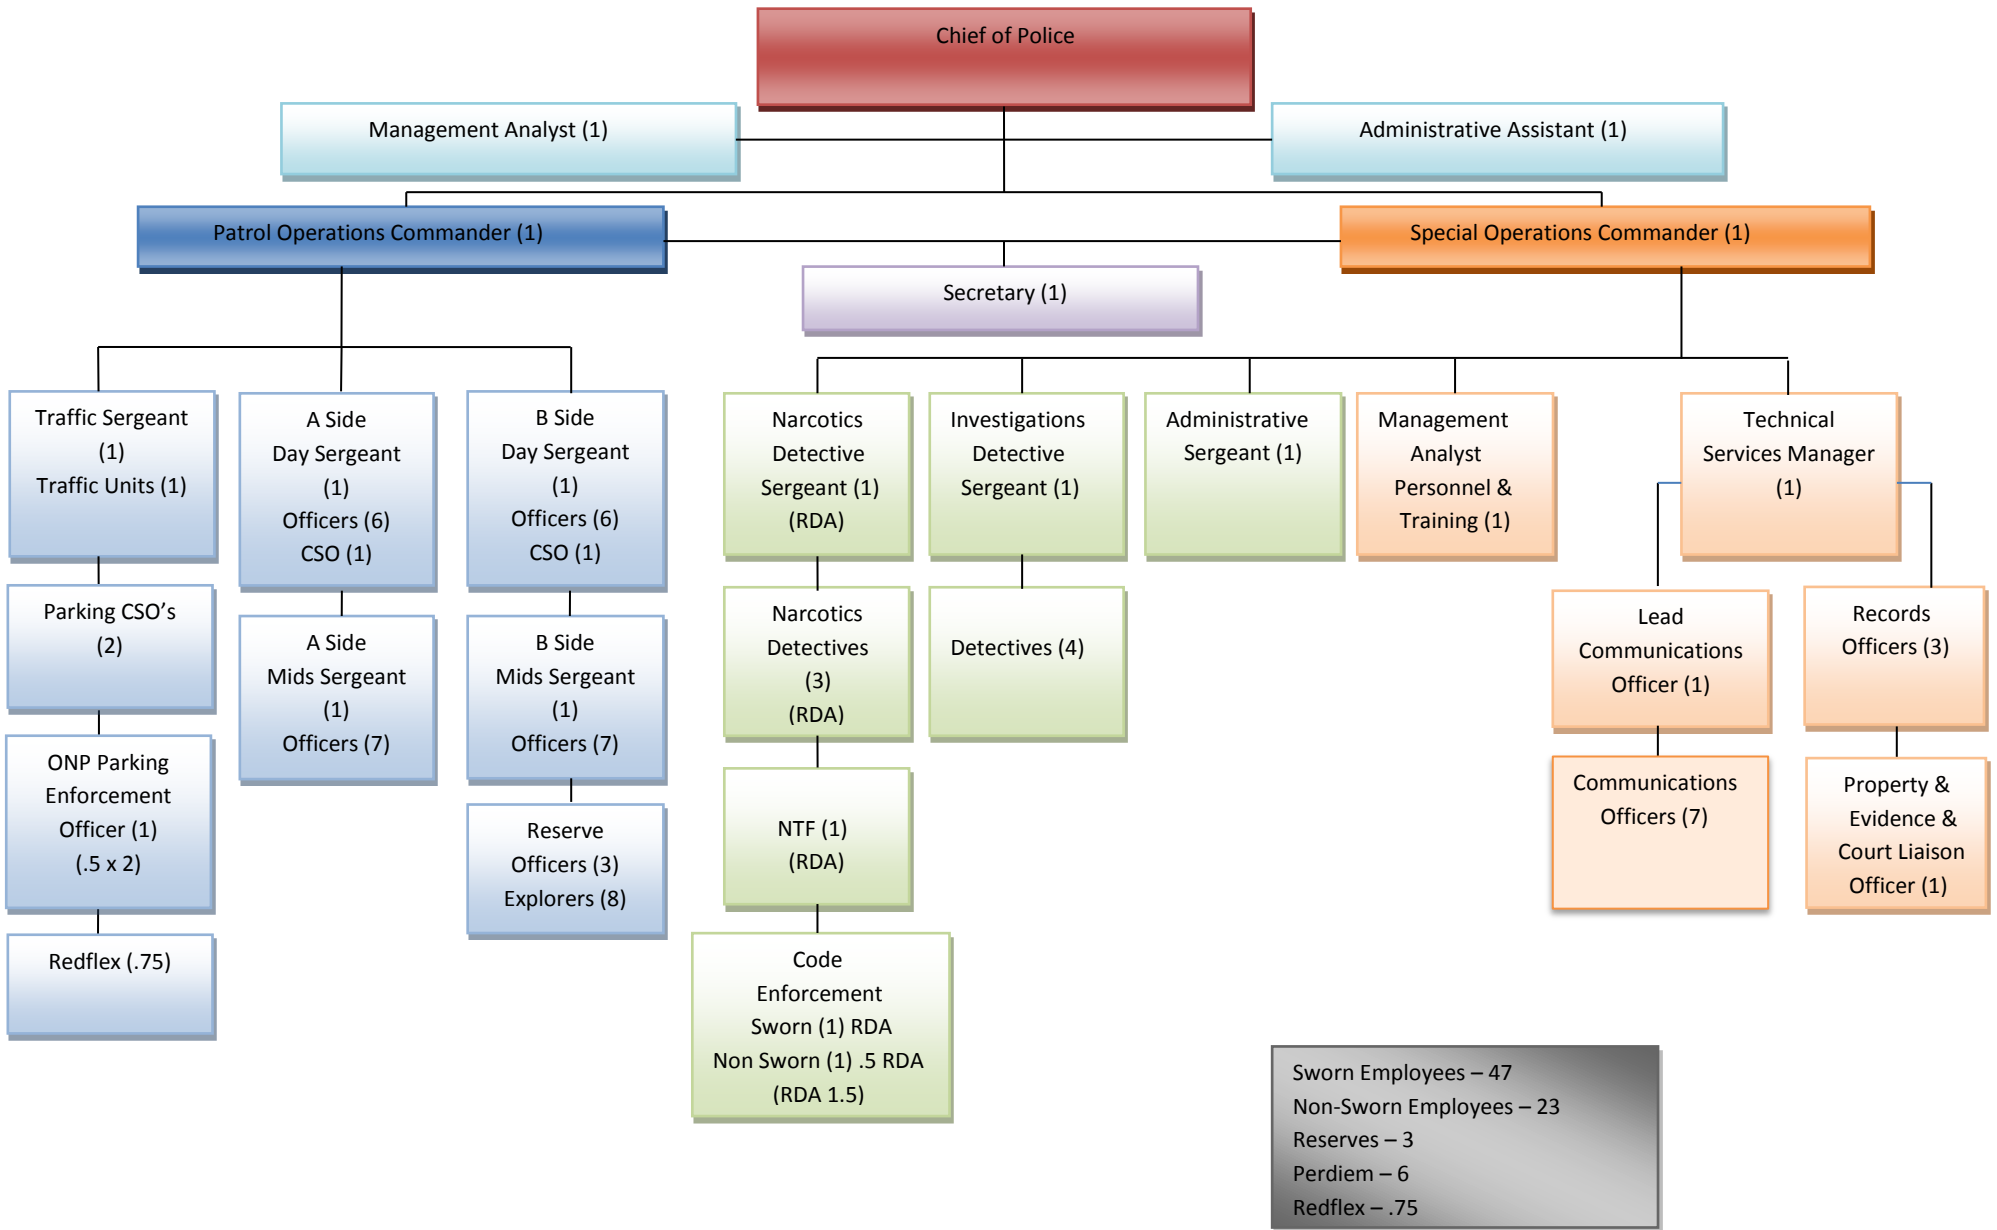 Chief of Police
Management Analyst (1)
Administrative Assistant (1)
Patrol Operations Commander (1)
Special Operations Commander (1)
Secretary (1)
Traffic Sergeant
(1)
Traffic Units (1)
A Side
Day Sergeant
(1)
Officers (6)
CSO (1)
B Side
Day Sergeant
(1)
Officers (6)
CSO (1)
Narcotics
Detective
Sergeant (1)
(RDA)
Investigations
Detective
Sergeant (1)
Administrative
Sergeant (1)
Management
Analyst
Personnel &
Training (1)
Technical
Services Manager
(1)
Parking CSO’s
(2)
A Side
Mids Sergeant
(1)
Officers (7)
B Side
Mids Sergeant
(1)
Officers (7)
Narcotics
Detectives
(3)
(RDA)
Detectives (4)
Lead
Communications
Officer (1)
Records
Officers (3)
ONP Parking
Enforcement
Officer (1)
(.5 x 2)
Reserve
Officers (3)
Explorers (8)
NTF (1)
(RDA)
Communications
Officers (7)
Property &
Evidence &
Court Liaison
Officer (1)
Redflex (.75)
Code
Enforcement
Sworn (1) RDA
Non Sworn (1) .5 RDA
(RDA 1.5)
Sworn Employees – 47
Non-Sworn Employees – 23
Reserves – 3
Perdiem – 6
Redflex – .75